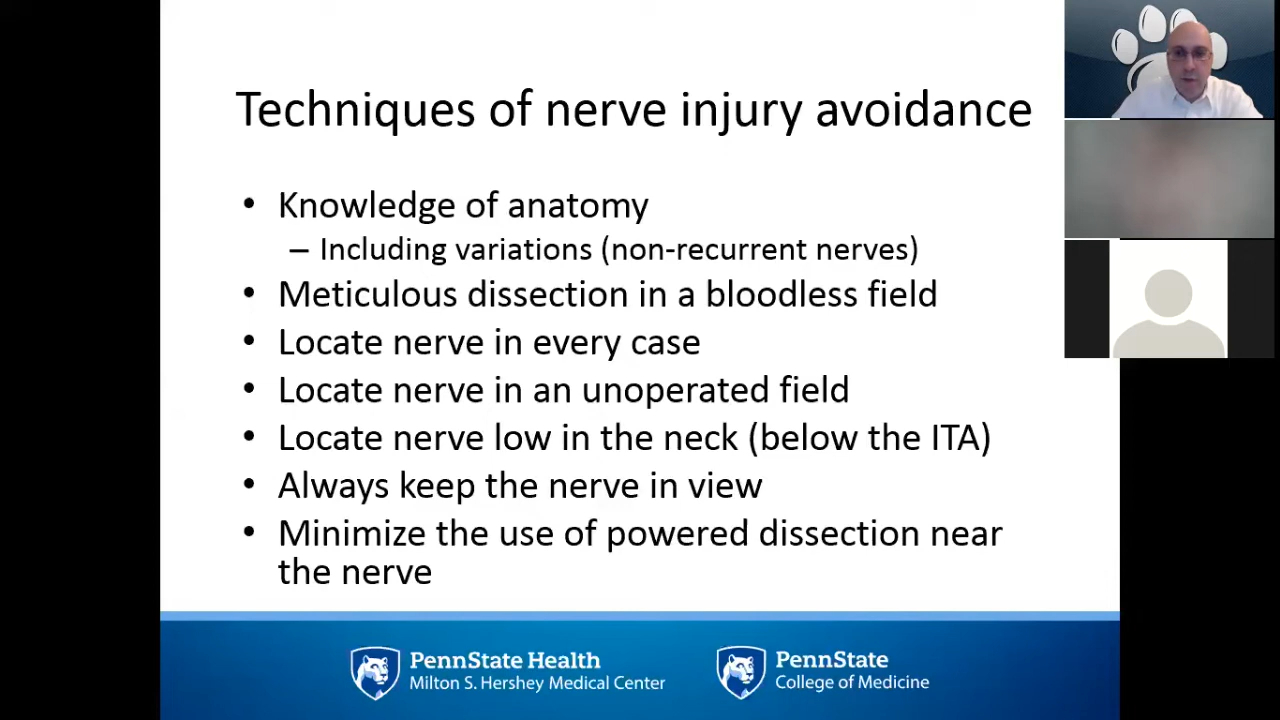 Techniques of nerve injury avoidance
• Knowledge of anatomy
– Including variations (non-recurrent nerves)
• Meticulous dissection in a bloodless field
• Locate nerve in every case
• Locate nerve in an unoperated field
• Locate nerve low in the neck (below the ITA)
• Always keep the nerve in view
• Minimize the use of powered dissection near
the nerve
PennState Health
Milton S. Hershey Medical Center
PennState
College of Medicine